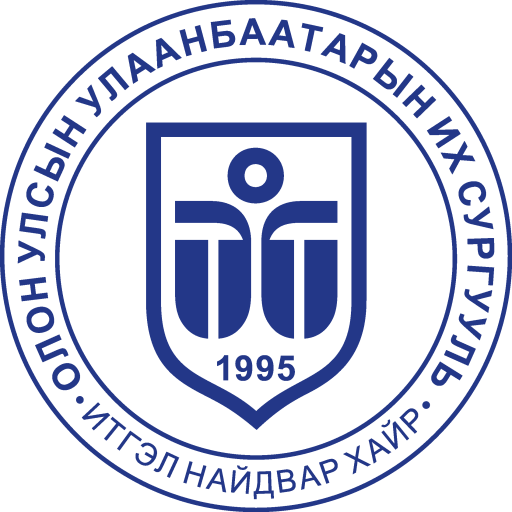 ОЛОН УЛСЫН УЛААНБААТАРЫН ИХ СУРГУУЛЬ
1995
• ИТГЭЛ НАЙДВАР ХАЙР •